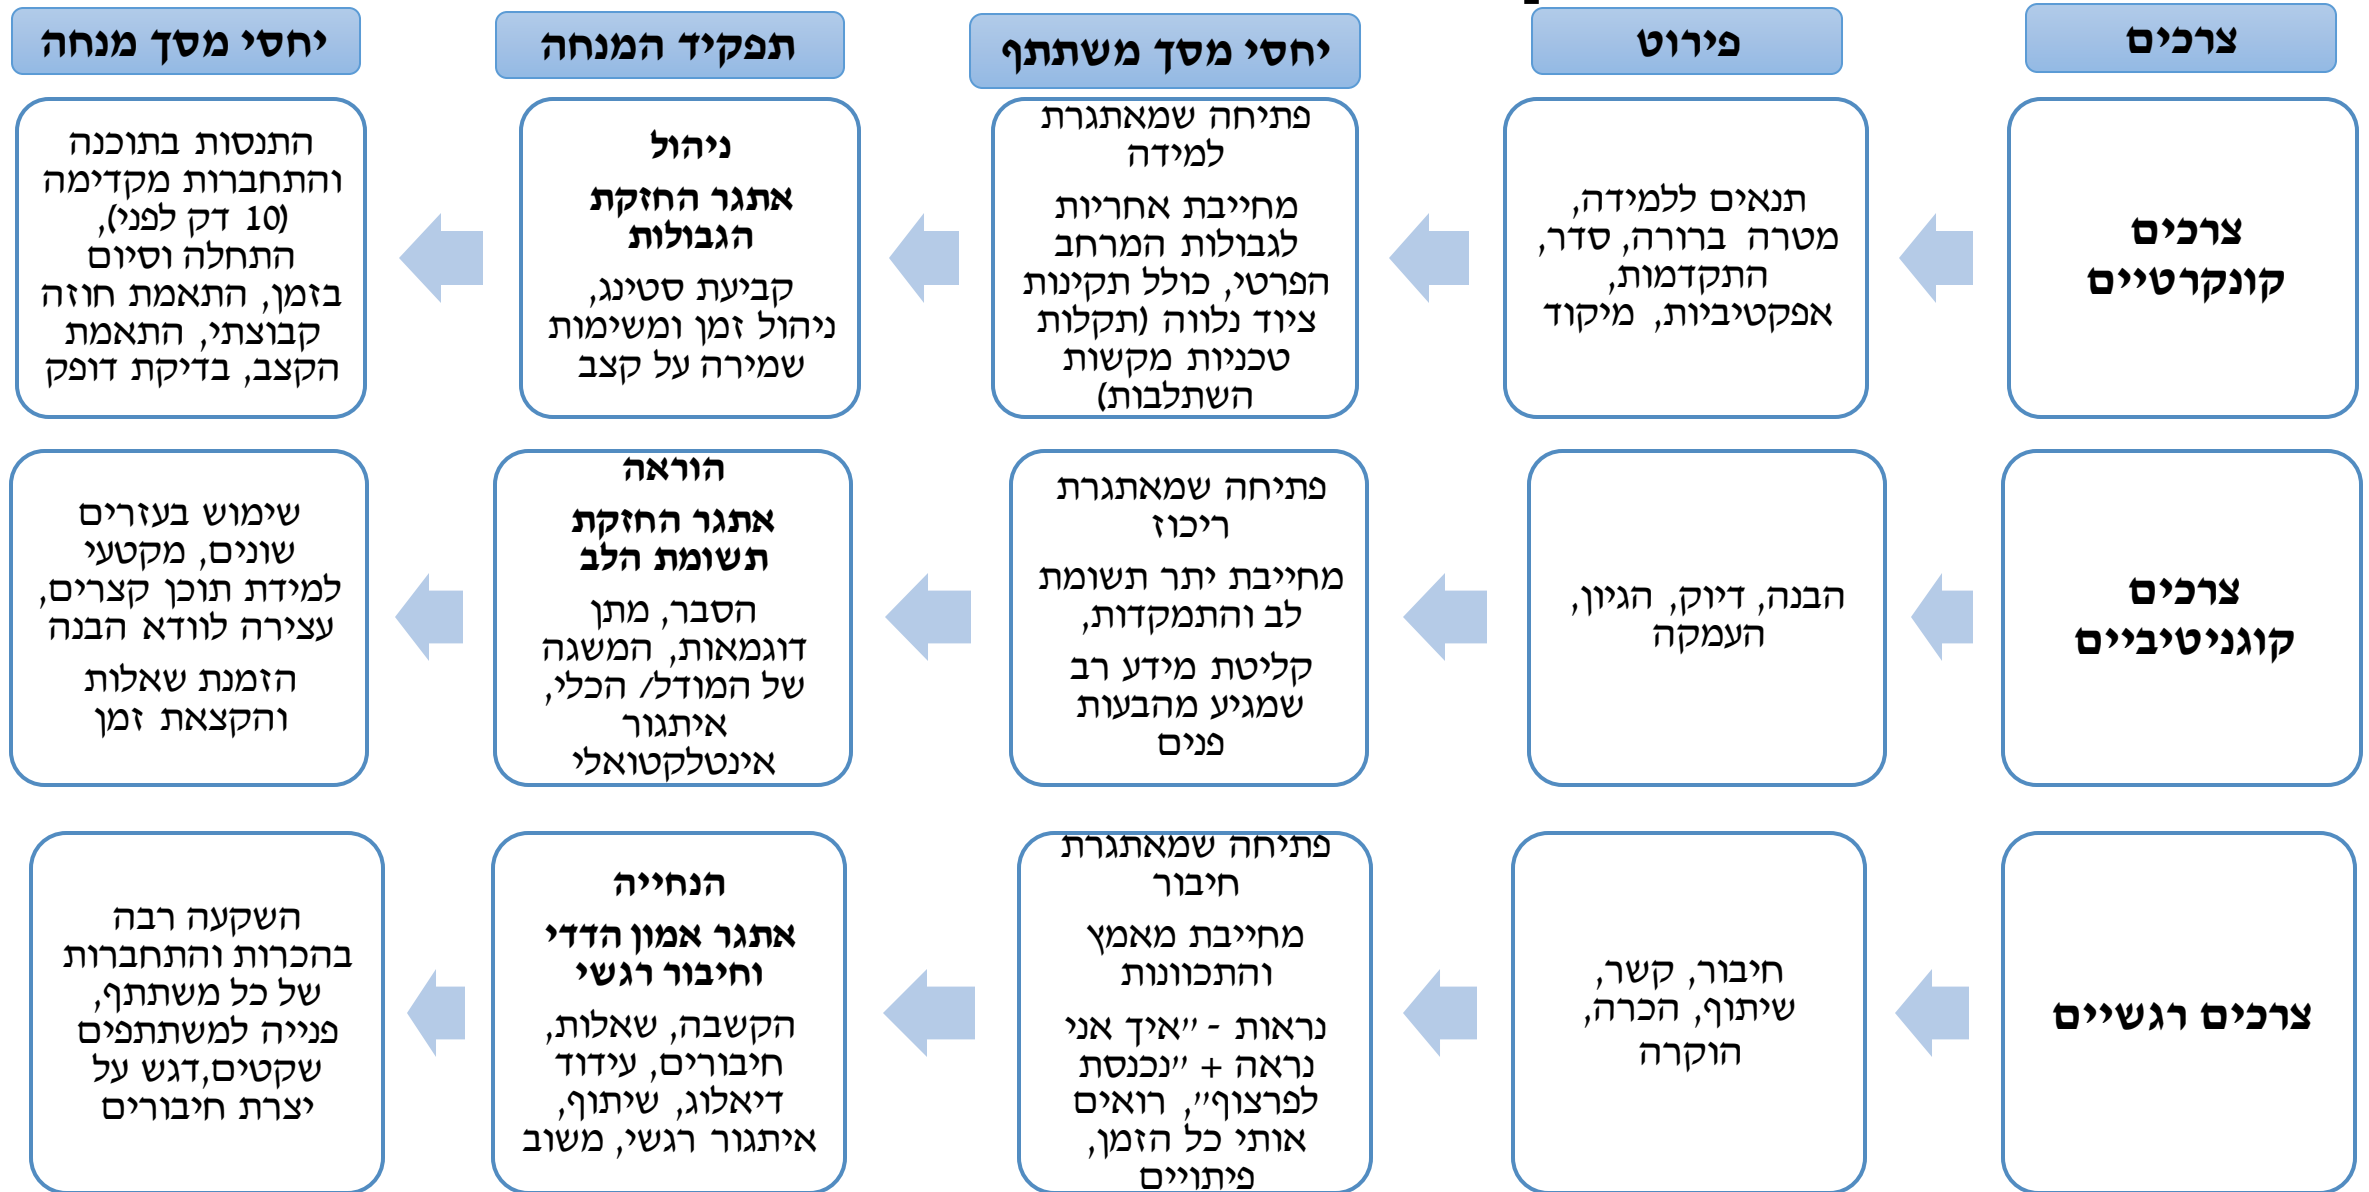 צרכים
פירוט
יחסי מסך משתתף
תפקיד המנחה
יחסי מסך מנחה
צרכים
קונקרטיים
תנאים ללמידה,
מטרה ברורה, סדר,
התקדמות,
אפקטיביות, מיקוד
פתיחה שמאתגרת
למידה
מחייבת אחריות
לגבולות המרחב
הפרטי, כולל תקינות
ציוד נלווה (תקלות
טכניות מקשות
השתלבות)
ניהול
אתגר החזקת
הגבולות
קביעת סטינג,
ניהול זמן ומשימות
שמירה על קצב
התנסות בתוכנה
והתחברות מקדימה
(10 דק לפני),
התחלה וסיום
בזמן, התאמת חוזה
קבוצתי, התאמת
הקצב, בדיקת דופק
צרכים
קוגניטיביים
הבנה, דיוק, הגיון,
העמקה
פתיחה שמאתגרת
ריכוז
מחייבת יתר תשומת
לב והתמקדות,
קליטת מידע רב
שמגיע מהבעות
פנים
הוראה
אתגר החזקת
תשומת הלב
הסבר, מתן
דוגמאות, המשגה
של המודל/ הכלי,
איתגור
אינטלקטואלי
שימוש בעזרים
שונים, מקטעי
למידת תוכן קצרים,
עצירה לוודא הבנה
הזמנת שאלות
והקצאת זמן
צרכים רגשיים
חיבור, קשר,
שיתוף, הכרה,
הוקרה
פתיחה שמאתגרת
חיבור
מחייבת מאמץ
והתכוונות
נראות - "איך אני
נראה + "נכנסת
לפרצוף", רואים
אותי כל הזמן,
פיתויים
הנחייה
אתגר אמון הדדי
וחיבור רגשי
הקשבה, שאלות,
חיבורים, עידוד
דיאלוג, שיתוף,
איתגור רגשי, משוב
השקעה רבה
בהכרות והתחברות
של כל משתתף,
פנייה למשתתפים
שקטים,דגש על
יצרת חיבורים